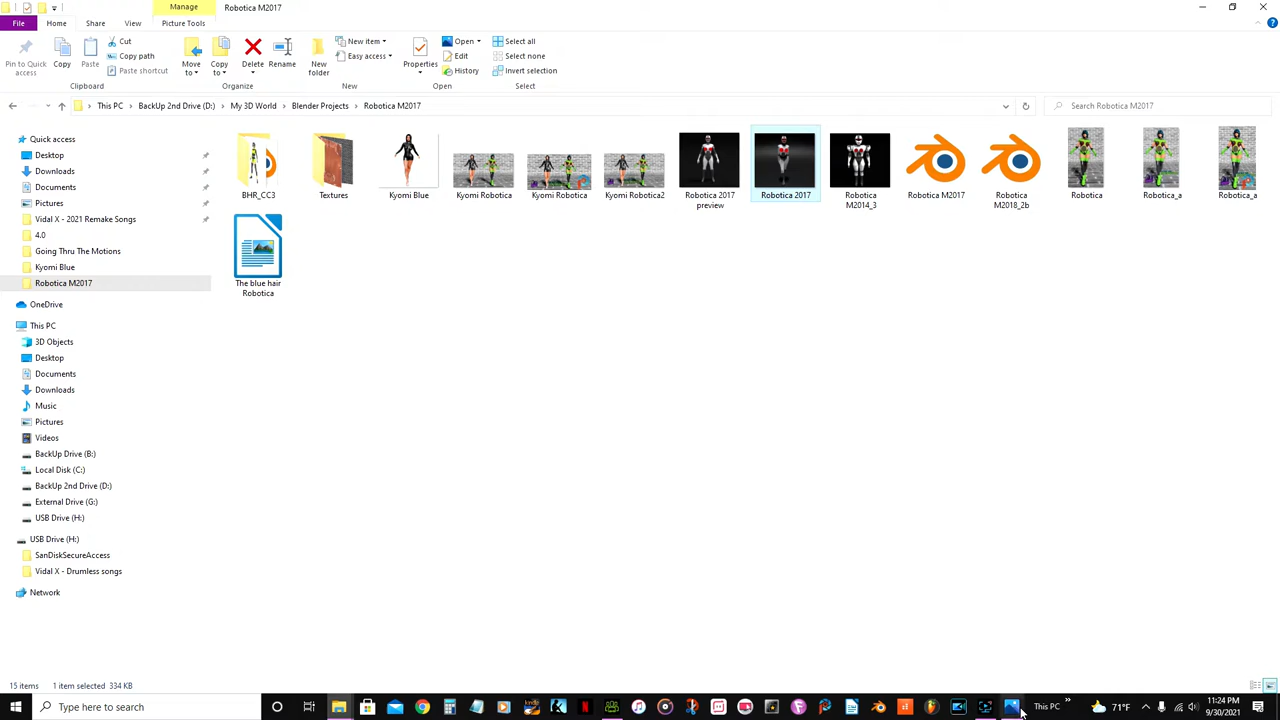 Manage
Robotica M2017
File
Home
Share
View
Picture Tools
Pin to Quick access
Copy
Paste
Cut
Copy path
Paste shortcut
Clipboard
Move to
Copy to
Delete
Rename
Organize
New folder
New item
Easy access
New
Properties
Open
Edit
History
Open
Select all
Select none
Invert selection
Select
This PC
BackUp 2nd Drive (D:)
My 3D World
Blender Projects
Robotica M2017
Search Robotica M2017
Quick access
Desktop
Downloads
Documents
Pictures
Vidal X - 2021 Remake Songs
4.0
Going Thru The Motions
Kyomi Blue
Robotica M2017
OneDrive
This PC
3D Objects
Desktop
Documents
Downloads
Music
Pictures
Videos
BackUp Drive (B:)
Local Disk (C:)
BackUp 2nd Drive (D:)
External Drive (G:)
USB Drive (H:)
USB Drive (H:)
SanDiskSecureAccess
Vidal X - Drumless songs
Network
BHR_CC3
Textures
Kyomi Blue
Kyomi Robotica
Kyomi Robotica
Kyomi Robotica2
Robotica 2017
preview
Robotica 2017
Robotica
M2014_3
Robotica M2017
Robotica
M2018_2b
Robotica
Robotica_a
Robotica_a
The blue hair
Robotica
15 items
1 item selected 334 KB
Type here to search
This PC
71°F
11:24 PM
9/30/2021